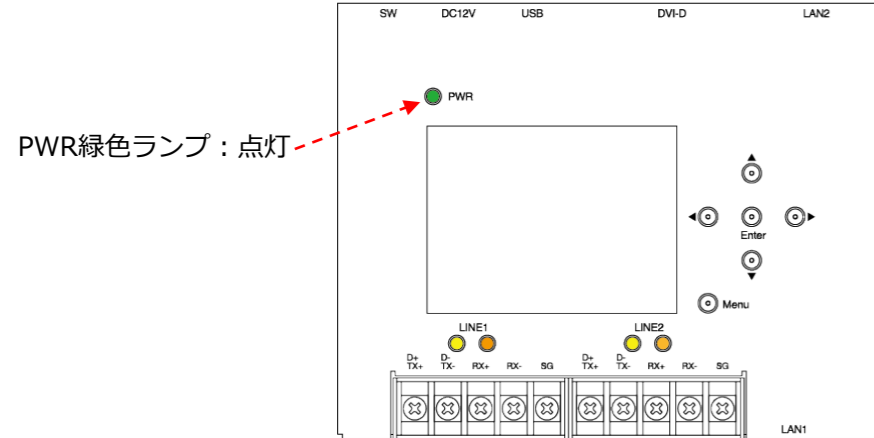 SW DC12V USB DVI-D LAN2
PWR
PWR緑色ランプ：点灯
Enter
Menu
LINE1 LINE2
D+ D- D+ D-
TX+ TX- RX+ RX- SG TX+ TX- RX+ RX- SG
LAN1